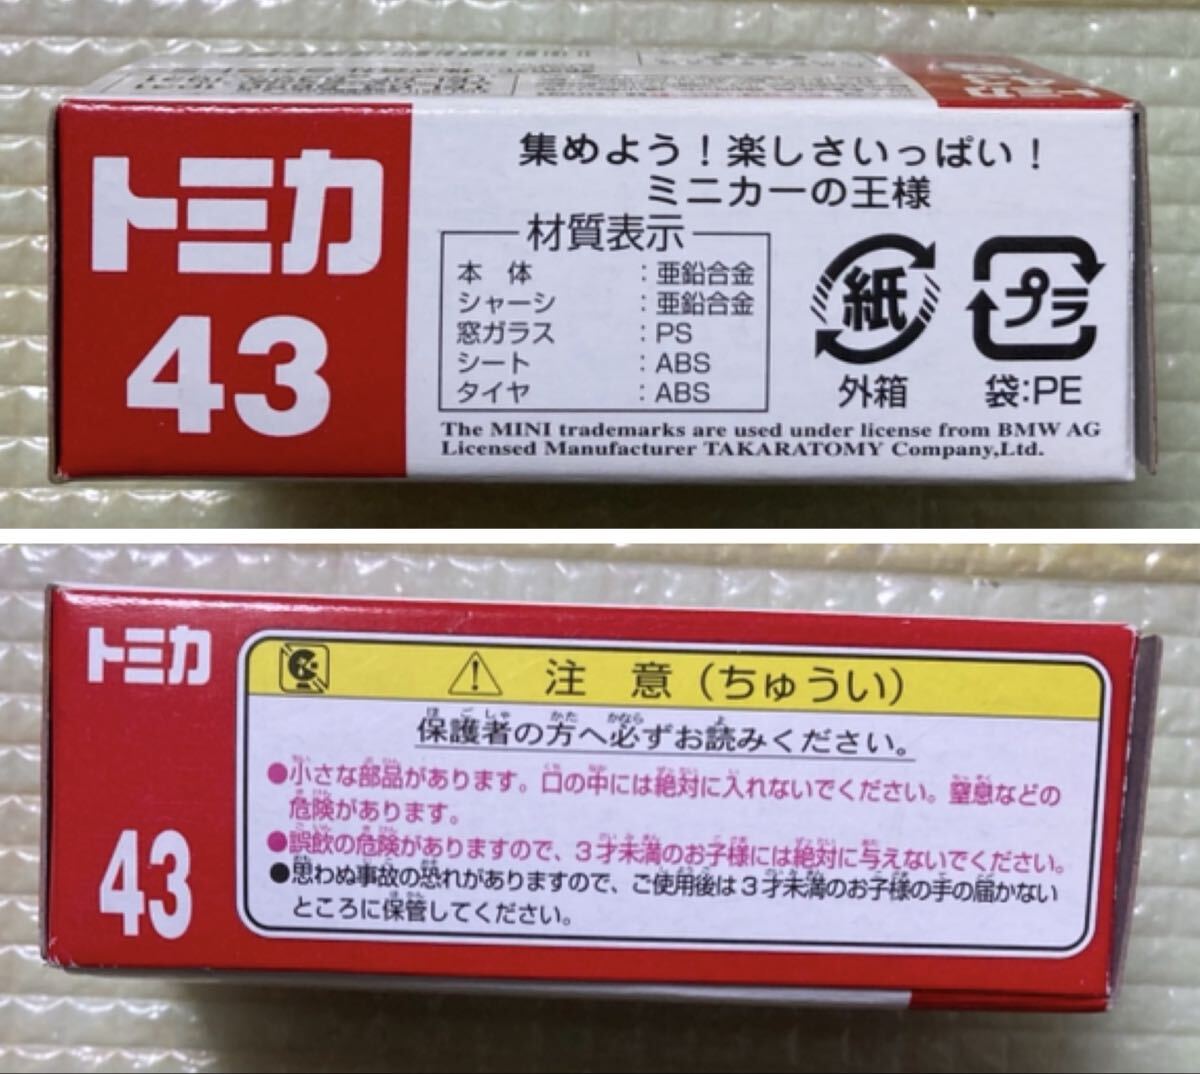 トミカ
43
集めよう！楽しさいっぱい！
ミニカーの王様
材質表示
本体：亜鉛合金
シャーシ：亜鉛合金
窓ガラス：PS
シート：ABS
タイヤ：ABS
紙
外箱
プラ
袋:PE
The MINI trademarks are used under license from BMW AG
Licensed Manufacturer TAKARATOMY Company,Ltd.
トミカ
43
注意（ちゅうい）
保護者の方へ必ずお読みください。
●小さな部品があります。口の中には絶対に入れないでください。窒息などの
危険があります。
●誤飲の危険がありますので、3才未満のお子様には絶対に与えないでください。
●思わぬ事故の恐れがありますので、ご使用後は3才未満のお子様の手の届かない
ところに保管してください。